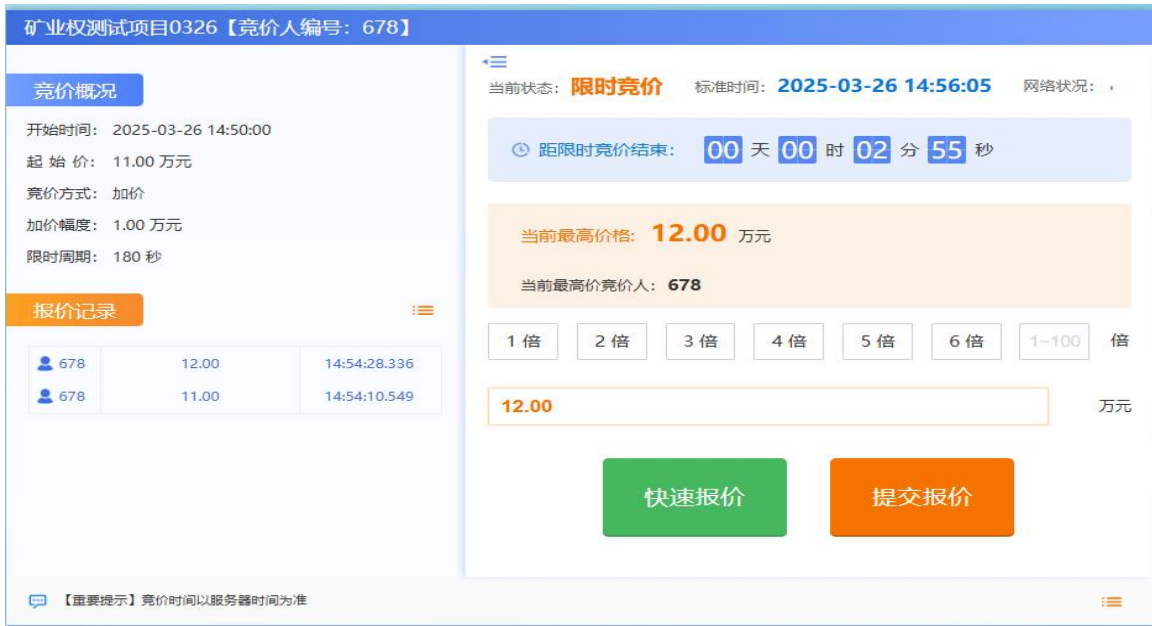 矿业权测试项目0326【竞价人编号：678】
竞价概况
开始时间： 2025-03-26 14:50:00
起 始 价： 11.00 万元
竞价方式： 加价
加价幅度： 1.00 万元
限时周期： 180 秒
报价记录
678 12.00 14:54:28.336
678 11.00 14:54:10.549
当前状态： 限时竞价 标准时间： 2025-03-26 14:56:05 网络状况：
距限时竞价结束： 00 天 00 时 02 分 55 秒
当前最高价格： 12.00 万元
当前最高价竞价人： 678
1 倍 2 倍 3 倍 4 倍 5 倍 6 倍 1~100 倍
12.00 万元
快速报价 提交报价
【重要提示】竞价时间以服务器时间为准